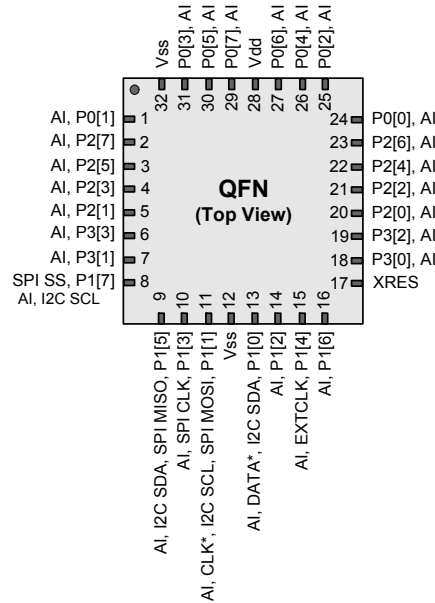 Vss
P0[3], AI
P0[5], AI
P0[7], AI
Vdd
P0[6], AI
P0[4], AI
P0[2], AI
32
31
30
29
28
27
26
25
AI, P0[1] 1
AI, P2[7] 2
AI, P2[5] 3
AI, P2[3] 4
AI, P2[1] 5
AI, P3[3] 6
AI, P3[1] 7
SPI SS, P1[7] 8
AI, I2C SCL
QFN
(Top View)
24 P0[0], AI
23 P2[6], AI
22 P2[4], AI
21 P2[2], AI
20 P2[0], AI
19 P3[2], AI
18 P3[0], AI
17 XRES
9
10
11
12
13
14
15
16
AI, I2C SDA, SPI MISO, P1[5]
AI, SPI CLK, P1[3]
AI, CLK*, I2C SCL, SPI MOSI, P1[1]
Vss
AI, DATA*, I2C SDA, P1[0]
AI, P1[2]
AI, EXTCLK, P1[4]
AI, P1[6]